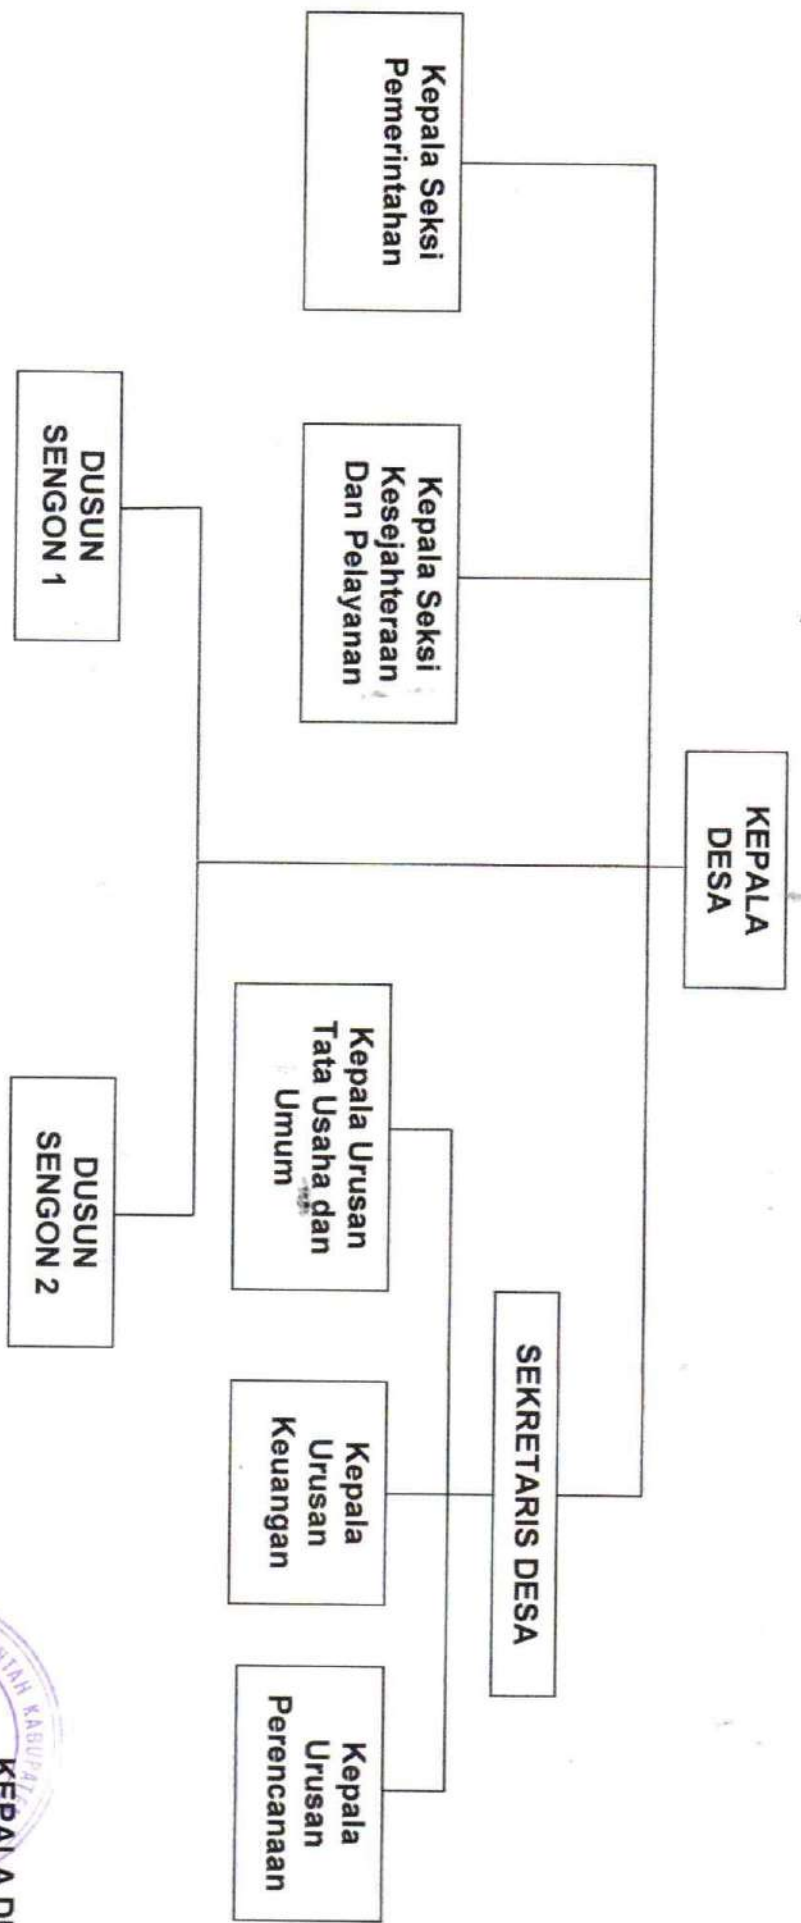 KEPALA
DESA
SEKRETARIS DESA
Kepala Seksi
Pemerintahan
Kepala Seksi
Kesejahteraan
Dan Pelayanan
Kepala Urusan
Tata Usaha dan
Umum
Kepala
Urusan
Keuangan
Kepala
Urusan
Perencanaan
DUSUN
SENGON 1
DUSUN
SENGON 2
KEPALA